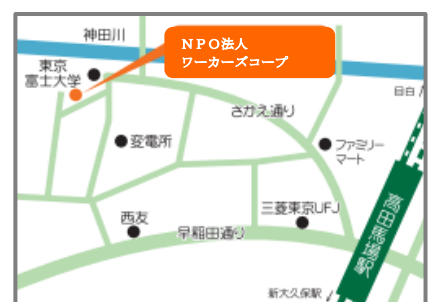 神田川
NPO法人
ワーカーズコープ
東京
富士大学
目白
さかえ通り
変電所
ファミリー
マート
西友
三菱東京UFJ
早稲田通り
高田馬場駅
新大久保駅